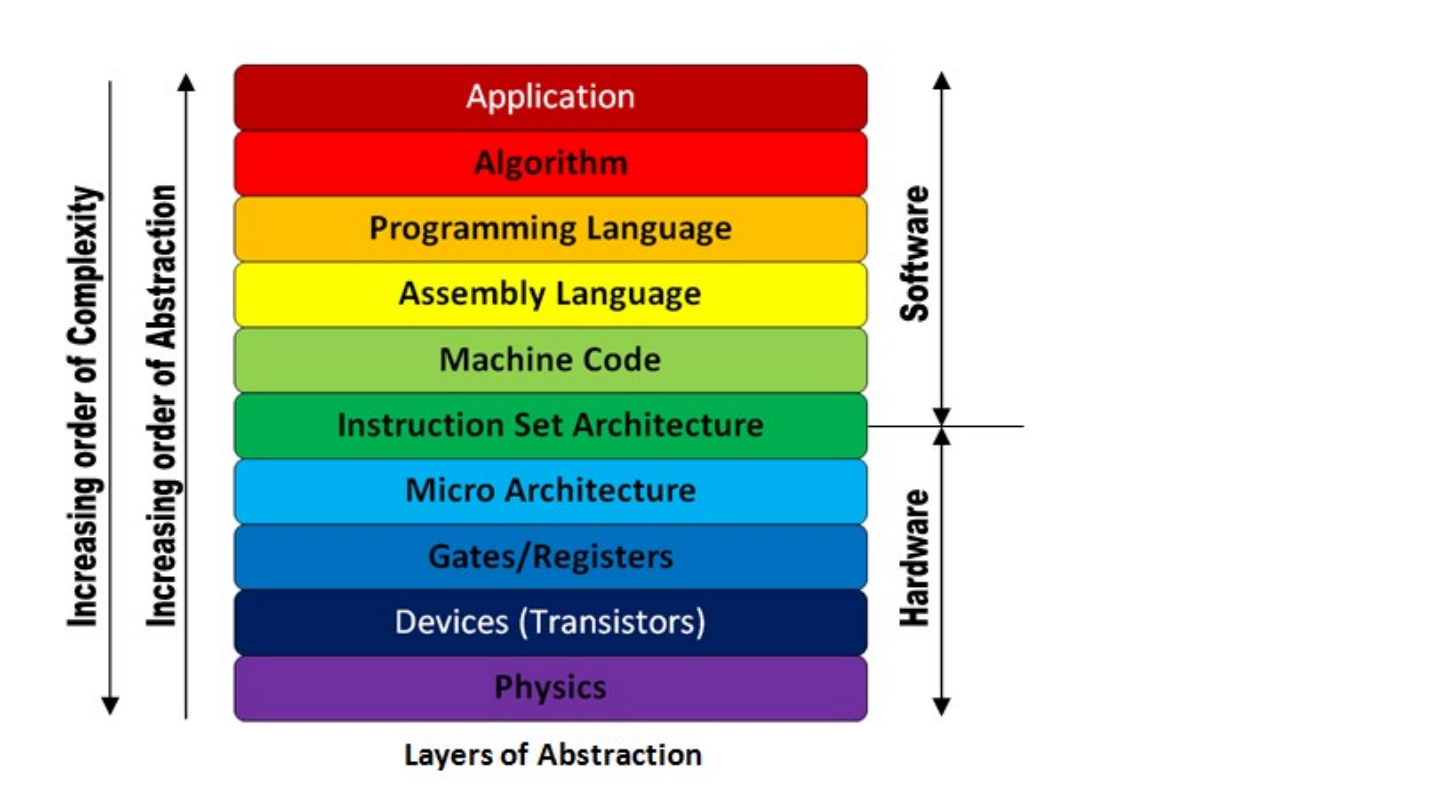 Increasing order of Complexity
Increasing order of Abstraction
Application
Algorithm
Programming Language
Assembly Language
Machine Code
Instruction Set Architecture
Micro Architecture
Gates/Registers
Devices (Transistors)
Physics
Software
Hardware
Layers of Abstraction